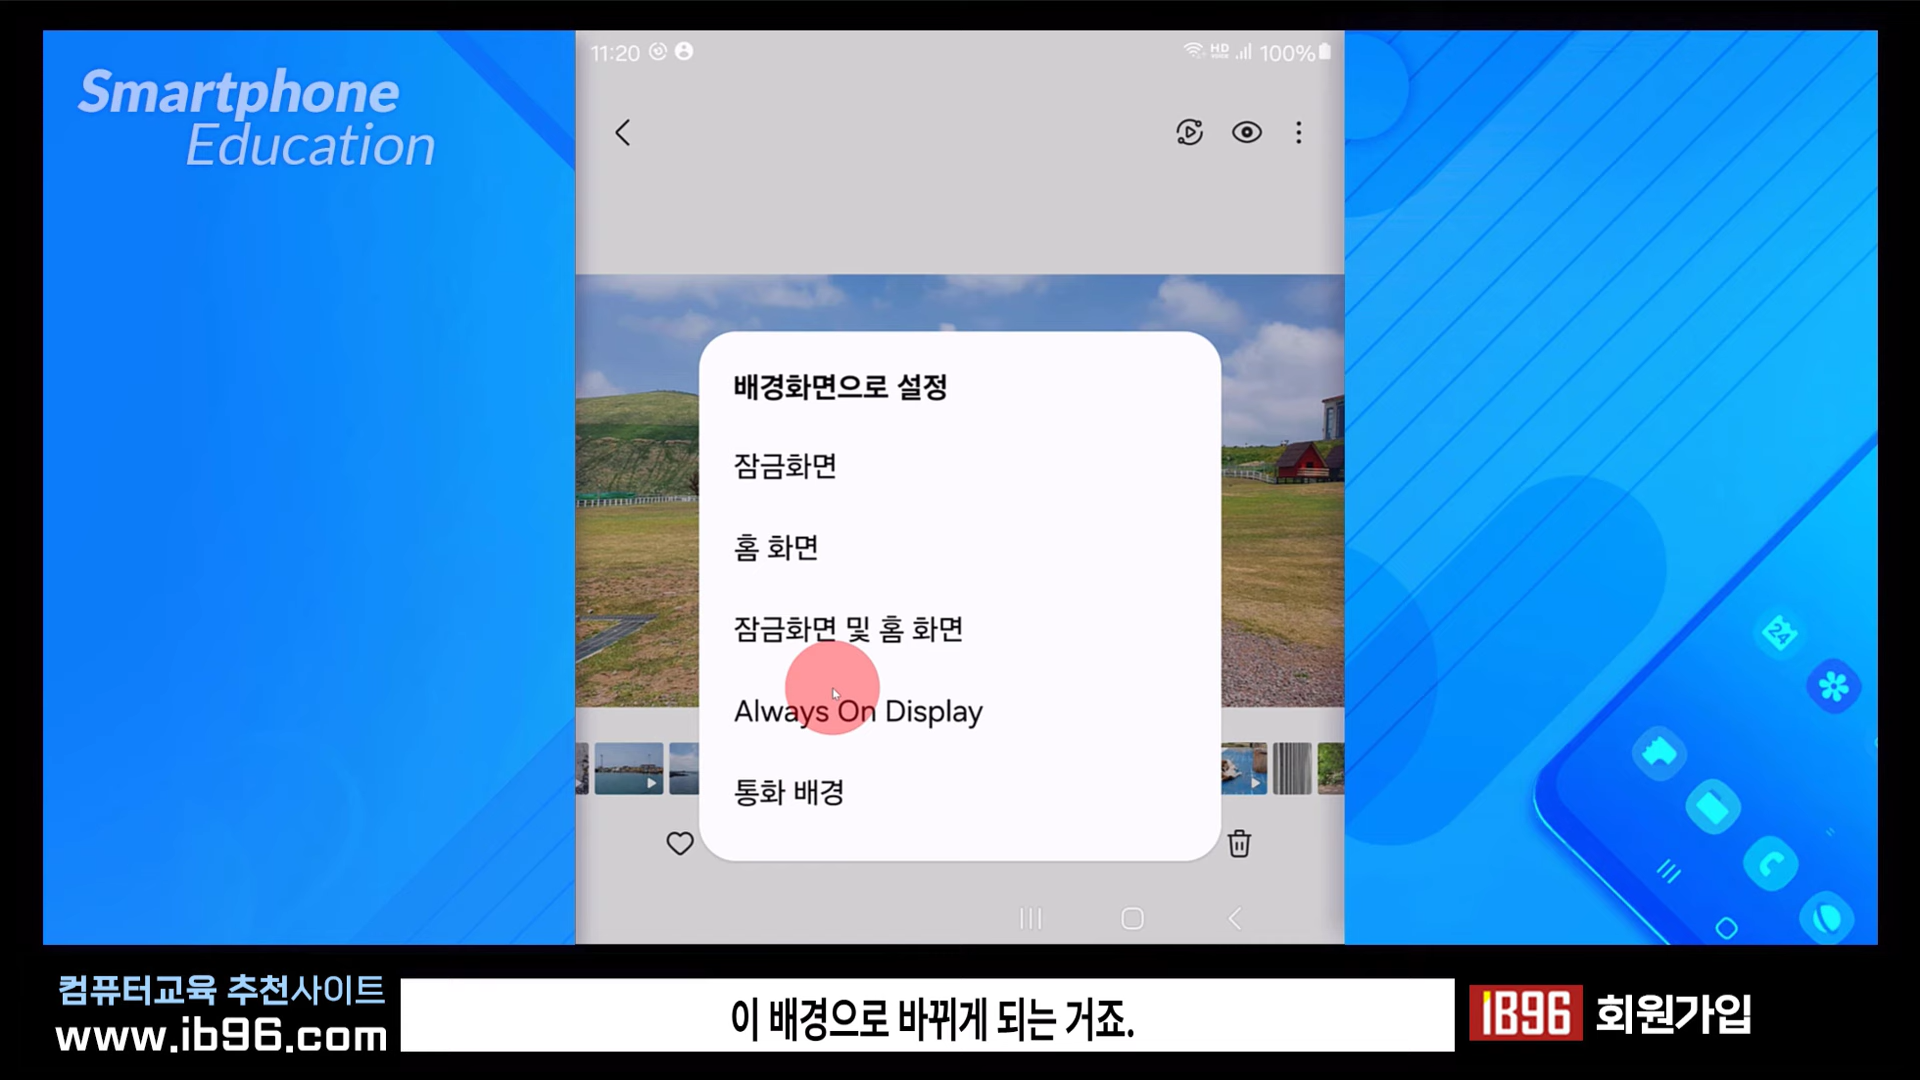 Smartphone
Education
11:20
HD
100%
배경화면으로 설정
잠금화면
홈 화면
잠금화면 및 홈 화면
Always On Display
통화 배경
24
컴퓨터교육 추천사이트
www.ib96.com
이 배경으로 바뀌게 되는 거죠.
IB96 회원가입